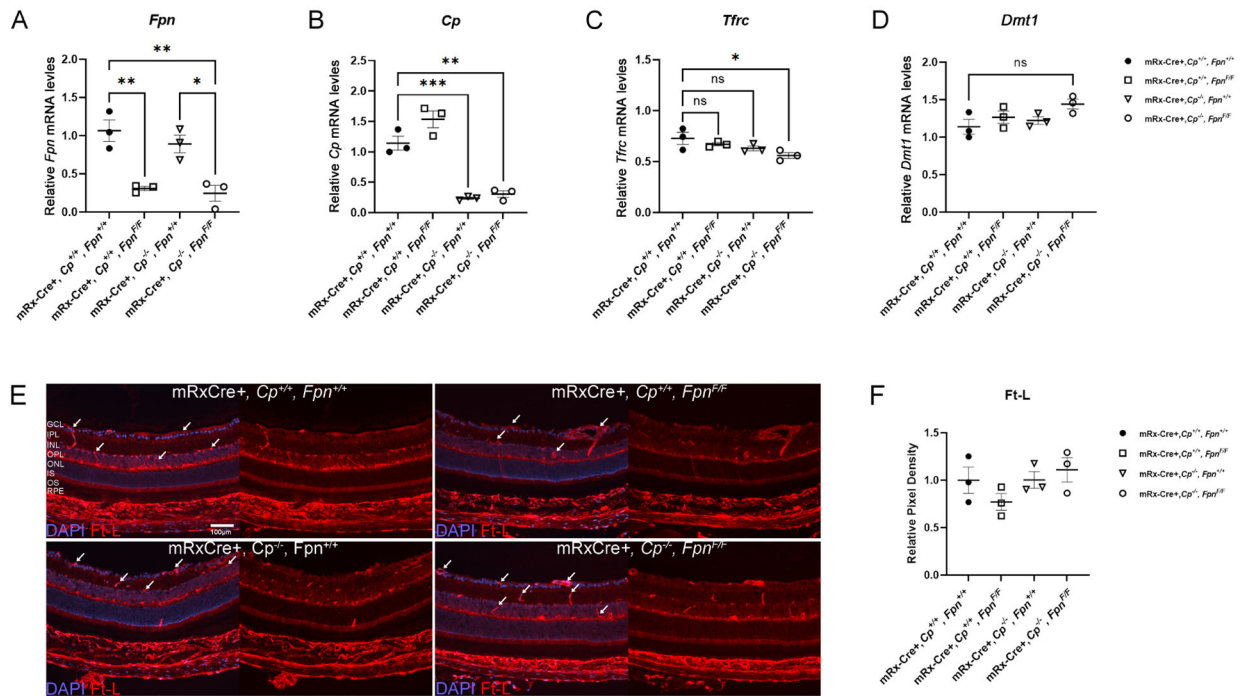 A
Fpn
Relative Fpn mRNA levles
2.0
1.5
1.0
0.5
0.0
**
**
*
mRx-Cre+, Cp+/+, Fpn+/+
mRx-Cre+, Cp+/+, FpnF/F
mRx-Cre+, Cp-/-, Fpn+/+
mRx-Cre+, Cp-/-, FpnF/F
B
Cp
Relative Cp mRNA levles
2.5
2.0
1.5
1.0
0.5
0.0
**
***
mRx-Cre+, Cp+/+, Fpn+/+
mRx-Cre+, Cp+/+, FpnF/F
mRx-Cre+, Cp-/-, Fpn+/+
mRx-Cre+, Cp-/-, FpnF/F
C
Tfrc
Relative Tfrc mRNA levles
1.5
1.0
0.5
0.0
*
ns
ns
mRx-Cre+, Cp+/+, Fpn+/+
mRx-Cre+, Cp+/+, FpnF/F
mRx-Cre+, Cp-/-, Fpn+/+
mRx-Cre+, Cp-/-, FpnF/F
D
Dmt1
Relative Dmt1 mRNA levles
2.0
1.5
1.0
0.5
0.0
ns
mRx-Cre+, Cp+/+, Fpn+/+
mRx-Cre+, Cp+/+, FpnF/F
mRx-Cre+, Cp-/-, Fpn+/+
mRx-Cre+, Cp-/-, FpnF/F
mRx-Cre+,Cp+/+, Fpn+/+
mRx-Cre+,Cp+/+, FpnF/F
mRx-Cre+,Cp-/-, Fpn+/+
mRx-Cre+,Cp-/-, FpnF/F
E
mRxCre+, Cp+/+, Fpn+/+
GCL
IPL
INL
OPL
ONL
IS
OS
RPE
100μm
DAPI Ft-L
mRxCre+, Cp+/+, FpnF/F
DAPI Ft-L
mRxCre+, Cp-/-, Fpn+/+
DAPI Ft-L
mRxCre+, Cp-/-, FpnF/F
DAPI Ft-L
F
Ft-L
Relative Pixel Density
1.5
1.0
0.5
0.0
mRx-Cre+, Cp+/+, Fpn+/+
mRx-Cre+, Cp+/+, FpnF/F
mRx-Cre+, Cp-/-, Fpn+/+
mRx-Cre+, Cp-/-, FpnF/F
mRx-Cre+,Cp+/+, Fpn+/+
mRx-Cre+,Cp+/+, FpnF/F
mRx-Cre+,Cp-/-, Fpn+/+
mRx-Cre+,Cp-/-, FpnF/F